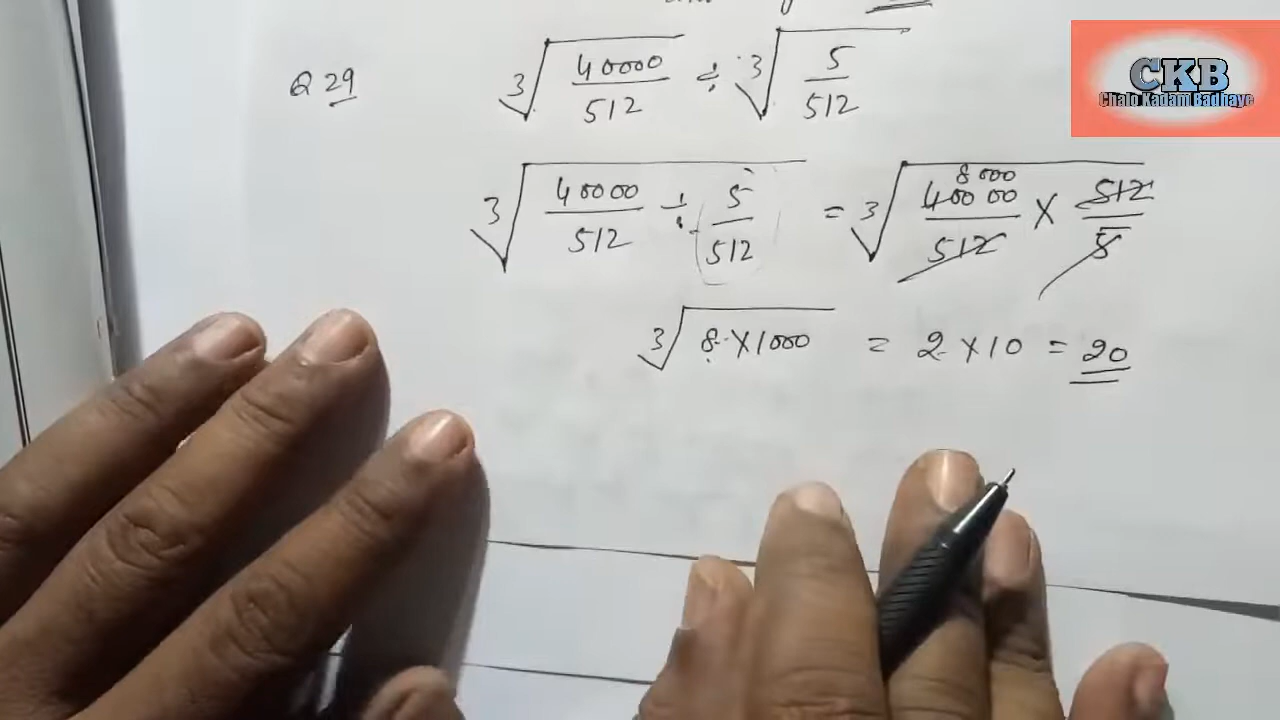 CKB
Chalo Kadam Badhaye
Q 29 ∛(40000/512) ÷ ∛(5/512)
∛(40000/512 ÷ 5/512) = ∛(8000 40000/512 × 512/5)
∛(8×1000) = 2×10 = 20